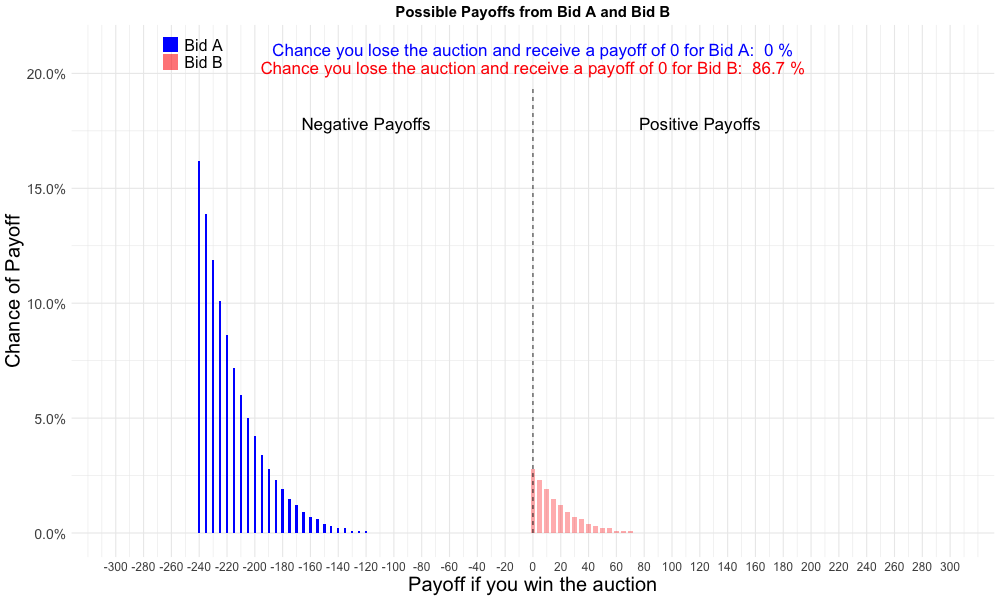 Possible Payoffs from Bid A and Bid B
Bid A
Bid B
Chance you lose the auction and receive a payoff of 0 for Bid A:  0 %
Chance you lose the auction and receive a payoff of 0 for Bid B:  86.7 %
Negative Payoffs
Positive Payoffs
Chance of Payoff
20.0%
15.0%
10.0%
5.0%
0.0%
-300 -280 -260 -240 -220 -200 -180 -160 -140 -120 -100 -80 -60 -40 -20 0 20 40 60 80 100 120 140 160 180 200 220 240 260 280 300
Payoff if you win the auction